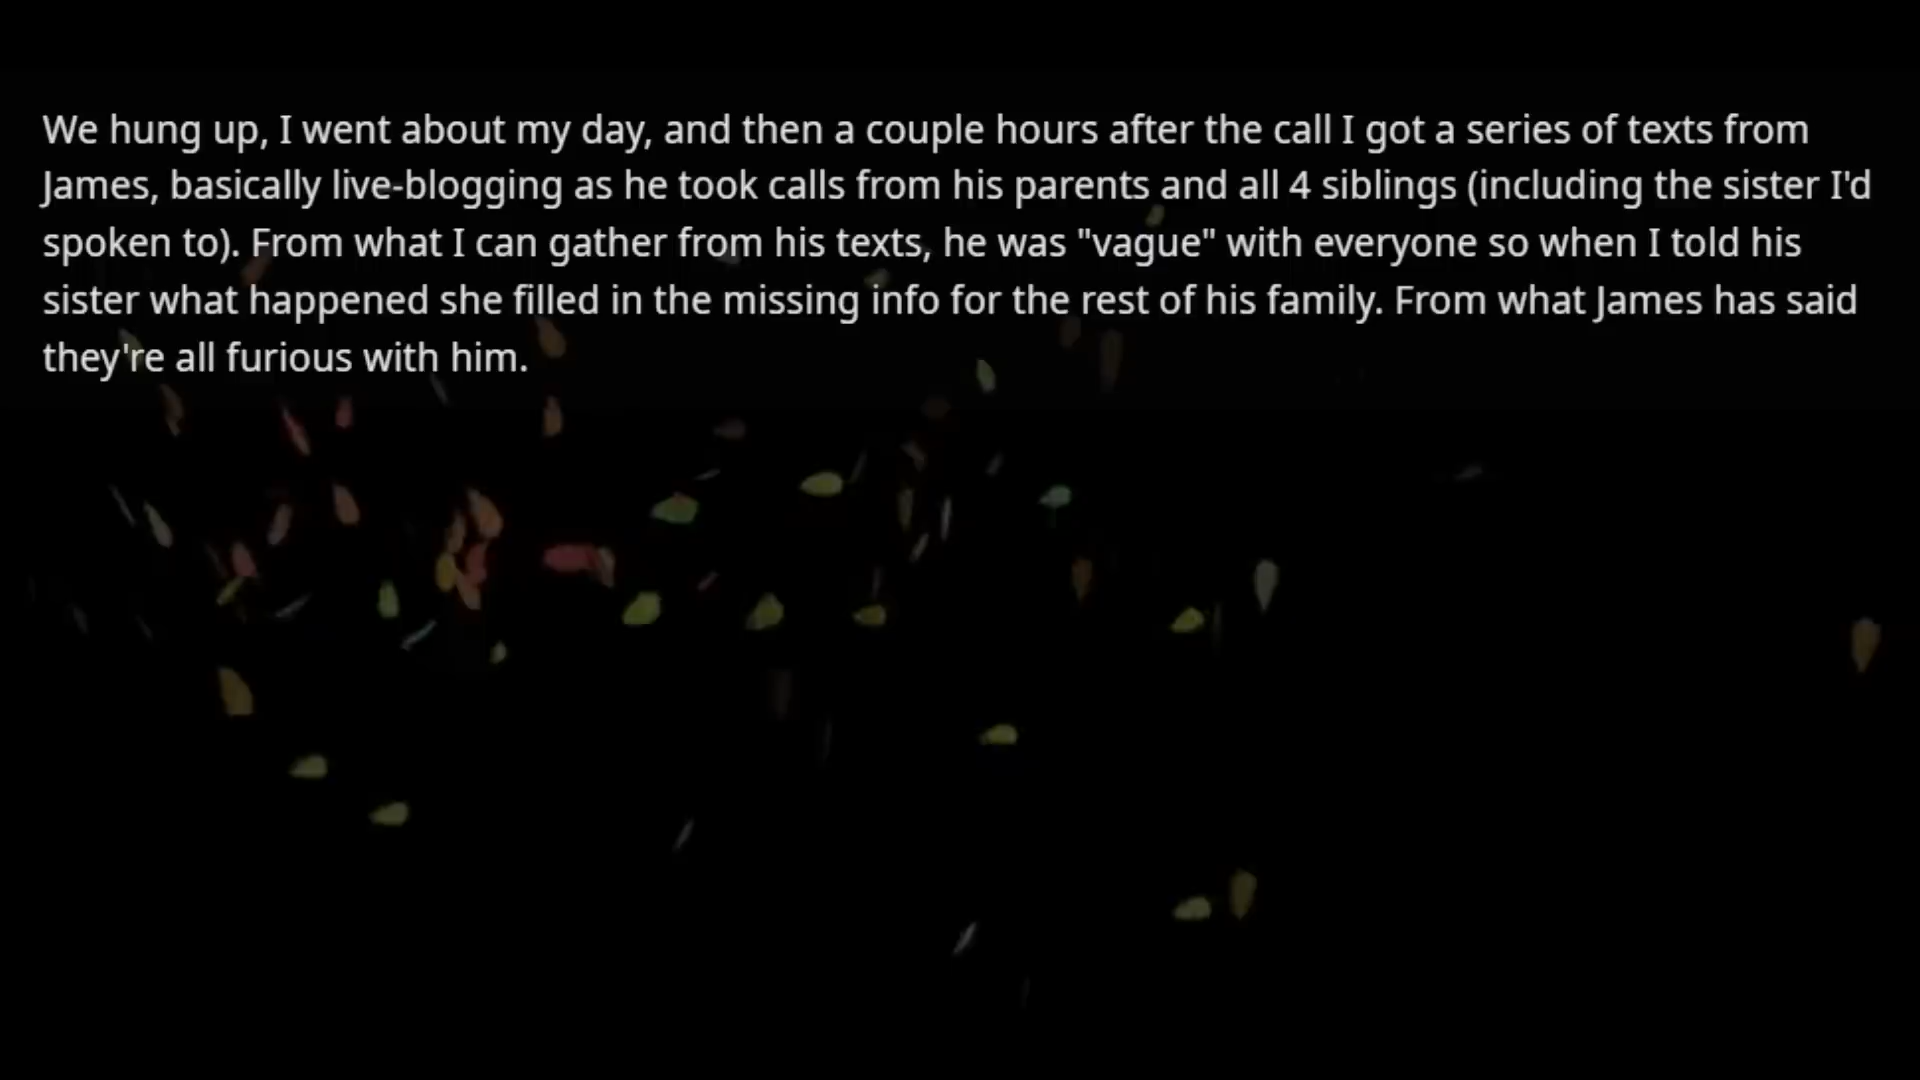 We hung up, I went about my day, and then a couple hours after the call I got a series of texts from
James, basically live-blogging as he took calls from his parents and all 4 siblings (including the sister I'd
spoken to). From what I can gather from his texts, he was "vague" with everyone so when I told his
sister what happened she filled in the missing info for the rest of his family. From what James has said
they're all furious with him.